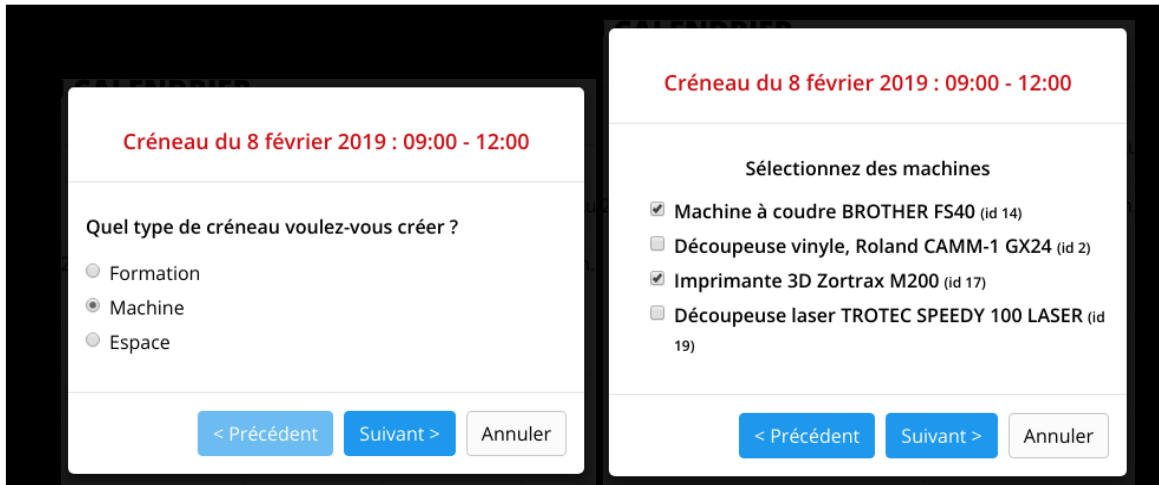 CALENDRIER
Créneau du 8 février 2019 : 09:00 - 12:00
Quel type de créneau voulez-vous créer ?
Formation
Machine
Espace
< Précédent
Suivant >
Annuler
CALENDRIER
Créneau du 8 février 2019 : 09:00 - 12:00
Sélectionnez des machines
Machine à coudre BROTHER FS40 (id 14)
Découpeuse vinyle, Roland CAMM-1 GX24 (id 2)
Imprimante 3D Zortrax M200 (id 17)
Découpeuse laser TROTEC SPEEDY 100 LASER (id
19)
< Précédent
Suivant >
Annuler